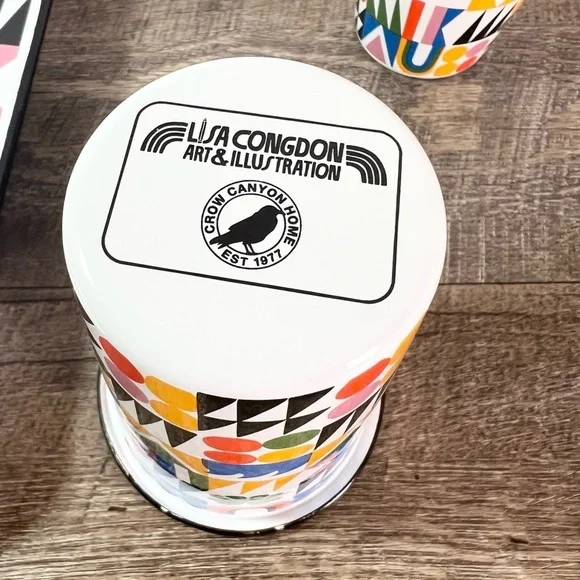 LISA CONGDON
ART & ILLUSTRATION
CROW CANYON HOME
EST 1977